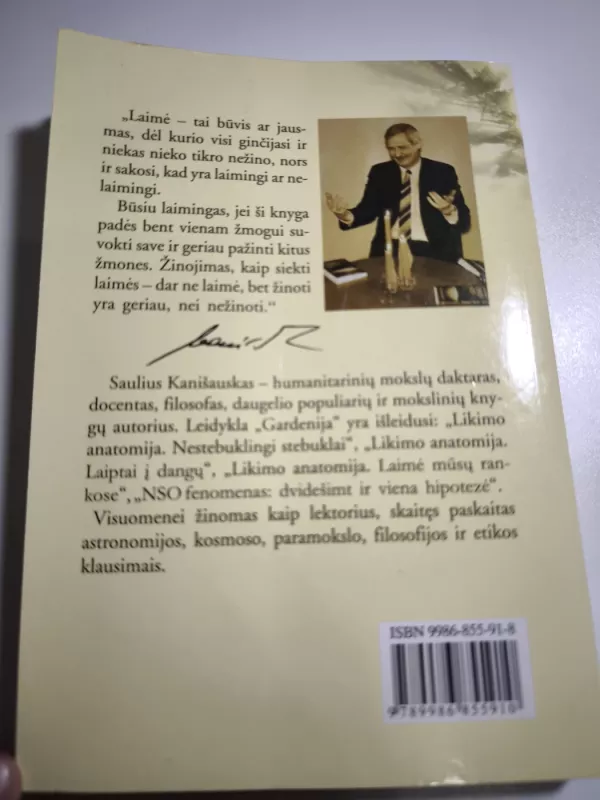 „Laimė – tai būvis ar jaus-
mas, dėl kurio visi ginčijasi ir
niekas nieko tikro nežino, nors
ir sakosi, kad yra laimingi ar ne-
laimingi.
Būsiu laimingas, jei ši knyga
padės bent vienam žmogui su-
vokti save ir geriau pažinti kitus
žmones. Žinojimas, kaip siekti
laimės – dar ne laimė, bet žinoti
yra geriau, nei nežinoti.“
Saulius Kanišauskas – humanitarinių mokslų daktaras,
docentas, filosofas, daugelio populiarių ir mokslinių kny-
gų autorius. Leidykla „Gardenija“ yra išleidusi: „Likimo
anatomija. Nestebuklingi stebuklai“, „Likimo anatomija.
Laiptai į dangų“, „Likimo anatomija. Laimė mūsų ran-
kose“,„NSO fenomenas: dvidešimt ir viena hipotezė“.
Visuomenei žinomas kaip lektorius, skaitęs paskaitas
astronomijos, kosmoso, paramokslo, filosofijos ir etikos
klausimais.
ISBN 9986-855-91-8
9 789986 855910